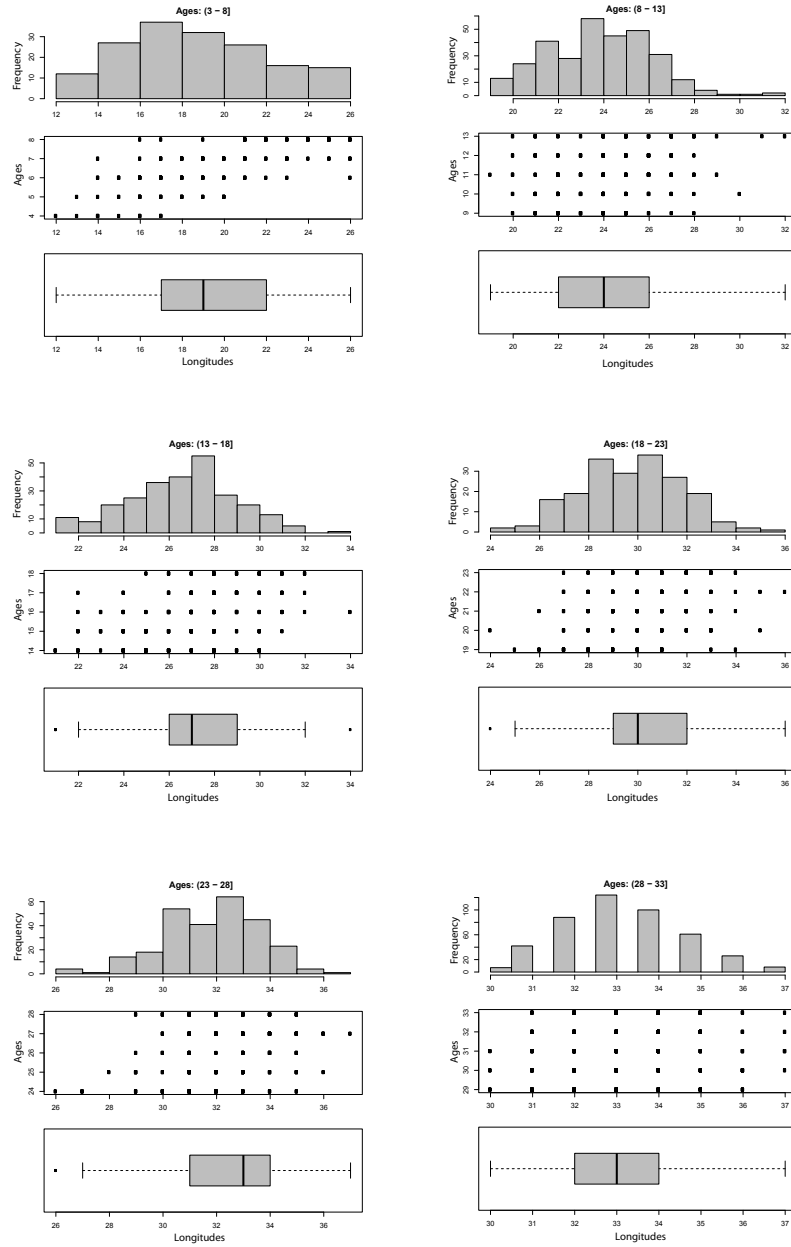 Ages: (3 − 8]
Frequency
0 10 30
12 14 16 18 20 22 24 26
Ages
4 5 6 7 8
12 14 16 18 20 22 24 26
12 14 16 18 20 22 24 26
Longitudes
Ages: (8 − 13]
Frequency
0 10 30 50
20 22 24 26 28 30 32
Ages
9 10 11 12 13
20 22 24 26 28 30 32
20 22 24 26 28 30 32
Longitudes
Ages: (13 − 18]
Frequency
0 10 30 50
22 24 26 28 30 32 34
Ages
14 15 16 17 18
22 24 26 28 30 32 34
22 24 26 28 30 32 34
Longitudes
Ages: (18 − 23]
Frequency
0 10 20 30
24 26 28 30 32 34 36
Ages
19 20 21 22 23
24 26 28 30 32 34 36
24 26 28 30 32 34 36
Longitudes
Ages: (23 − 28]
Frequency
0 20 40 60
26 28 30 32 34 36
Ages
24 25 26 27 28
26 28 30 32 34 36
26 28 30 32 34 36
Longitudes
Ages: (28 − 33]
Frequency
0 20 60 100
30 31 32 33 34 35 36 37
Ages
29 30 31 32 33
30 31 32 33 34 35 36 37
30 31 32 33 34 35 36 37
Longitudes